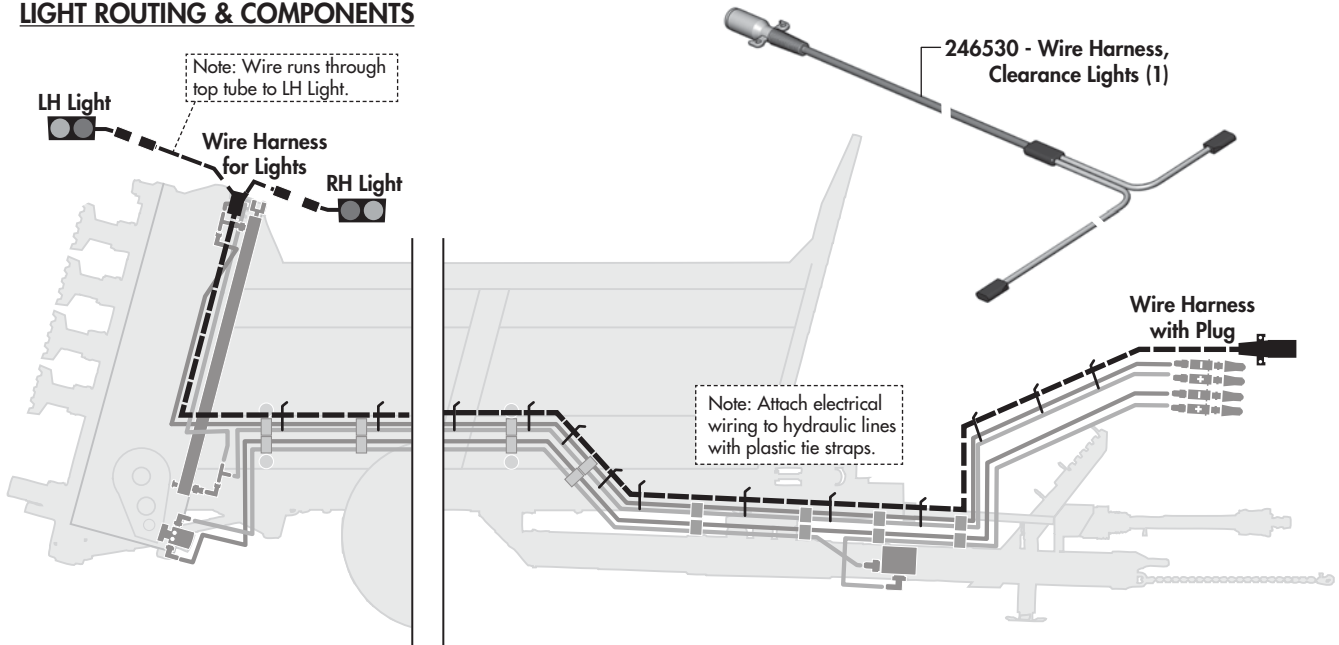 LIGHT ROUTING & COMPONENTS
Note: Wire runs through
top tube to LH Light.
LH Light
Wire Harness
for Lights
RH Light
246530 - Wire Harness,
Clearance Lights (1)
Wire Harness
with Plug
Note: Attach electrical
wiring to hydraulic lines
with plastic tie straps.